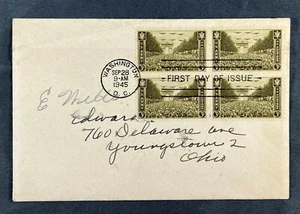 WASHINGTON
SEP 28
9-AM
1945
D. C.
FIRST DAY OF ISSUE
E
Edward
760 Delaware ave
Youngstown 2
Ohio